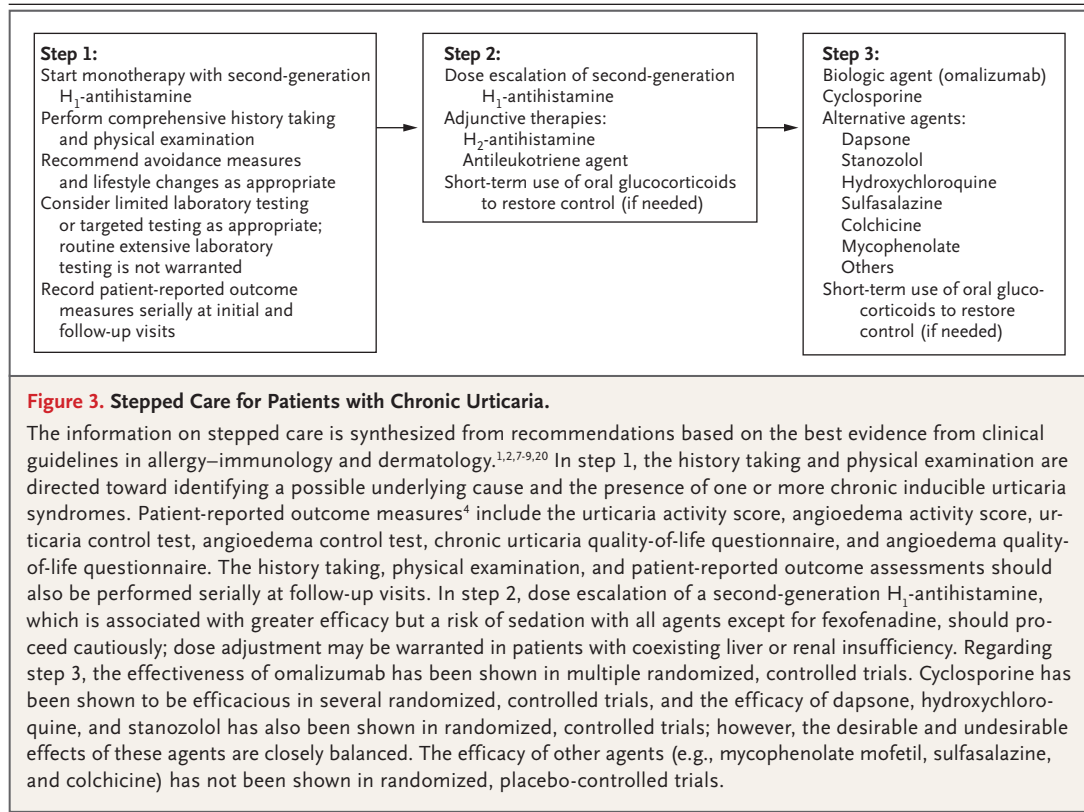 Step 1:
Start monotherapy with second-generation
H₁-antihistamine
Perform comprehensive history taking
and physical examination
Recommend avoidance measures
and lifestyle changes as appropriate
Consider limited laboratory testing
or targeted testing as appropriate;
routine extensive laboratory
testing is not warranted
Record patient-reported outcome
measures serially at initial and
follow-up visits
Step 2:
Dose escalation of second-generation
H₁-antihistamine
Adjunctive therapies:
H₂-antihistamine
Antileukotriene agent
Short-term use of oral glucocorticoids
to restore control (if needed)
Step 3:
Biologic agent (omalizumab)
Cyclosporine
Alternative agents:
Dapsone
Stanozolol
Hydroxychloroquine
Sulfasalazine
Colchicine
Mycophenolate
Others
Short-term use of oral gluco-
corticoids to restore
control (if needed)
Figure 3. Stepped Care for Patients with Chronic Urticaria.
The information on stepped care is synthesized from recommendations based on the best evidence from clinical
guidelines in allergy–immunology and dermatology.1,2,7-9,20 In step 1, the history taking and physical examination are
directed toward identifying a possible underlying cause and the presence of one or more chronic inducible urticaria
syndromes. Patient-reported outcome measures4 include the urticaria activity score, angioedema activity score, ur-
ticaria control test, angioedema control test, chronic urticaria quality-of-life questionnaire, and angioedema quality-
of-life questionnaire. The history taking, physical examination, and patient-reported outcome assessments should
also be performed serially at follow-up visits. In step 2, dose escalation of a second-generation H₁-antihistamine,
which is associated with greater efficacy but a risk of sedation with all agents except for fexofenadine, should pro-
ceed cautiously; dose adjustment may be warranted in patients with coexisting liver or renal insufficiency. Regarding
step 3, the effectiveness of omalizumab has been shown in multiple randomized, controlled trials. Cyclosporine has
been shown to be efficacious in several randomized, controlled trials, and the efficacy of dapsone, hydroxychloro-
quine, and stanozolol has also been shown in randomized, controlled trials; however, the desirable and undesirable
effects of these agents are closely balanced. The efficacy of other agents (e.g., mycophenolate mofetil, sulfasalazine,
and colchicine) has not been shown in randomized, placebo-controlled trials.